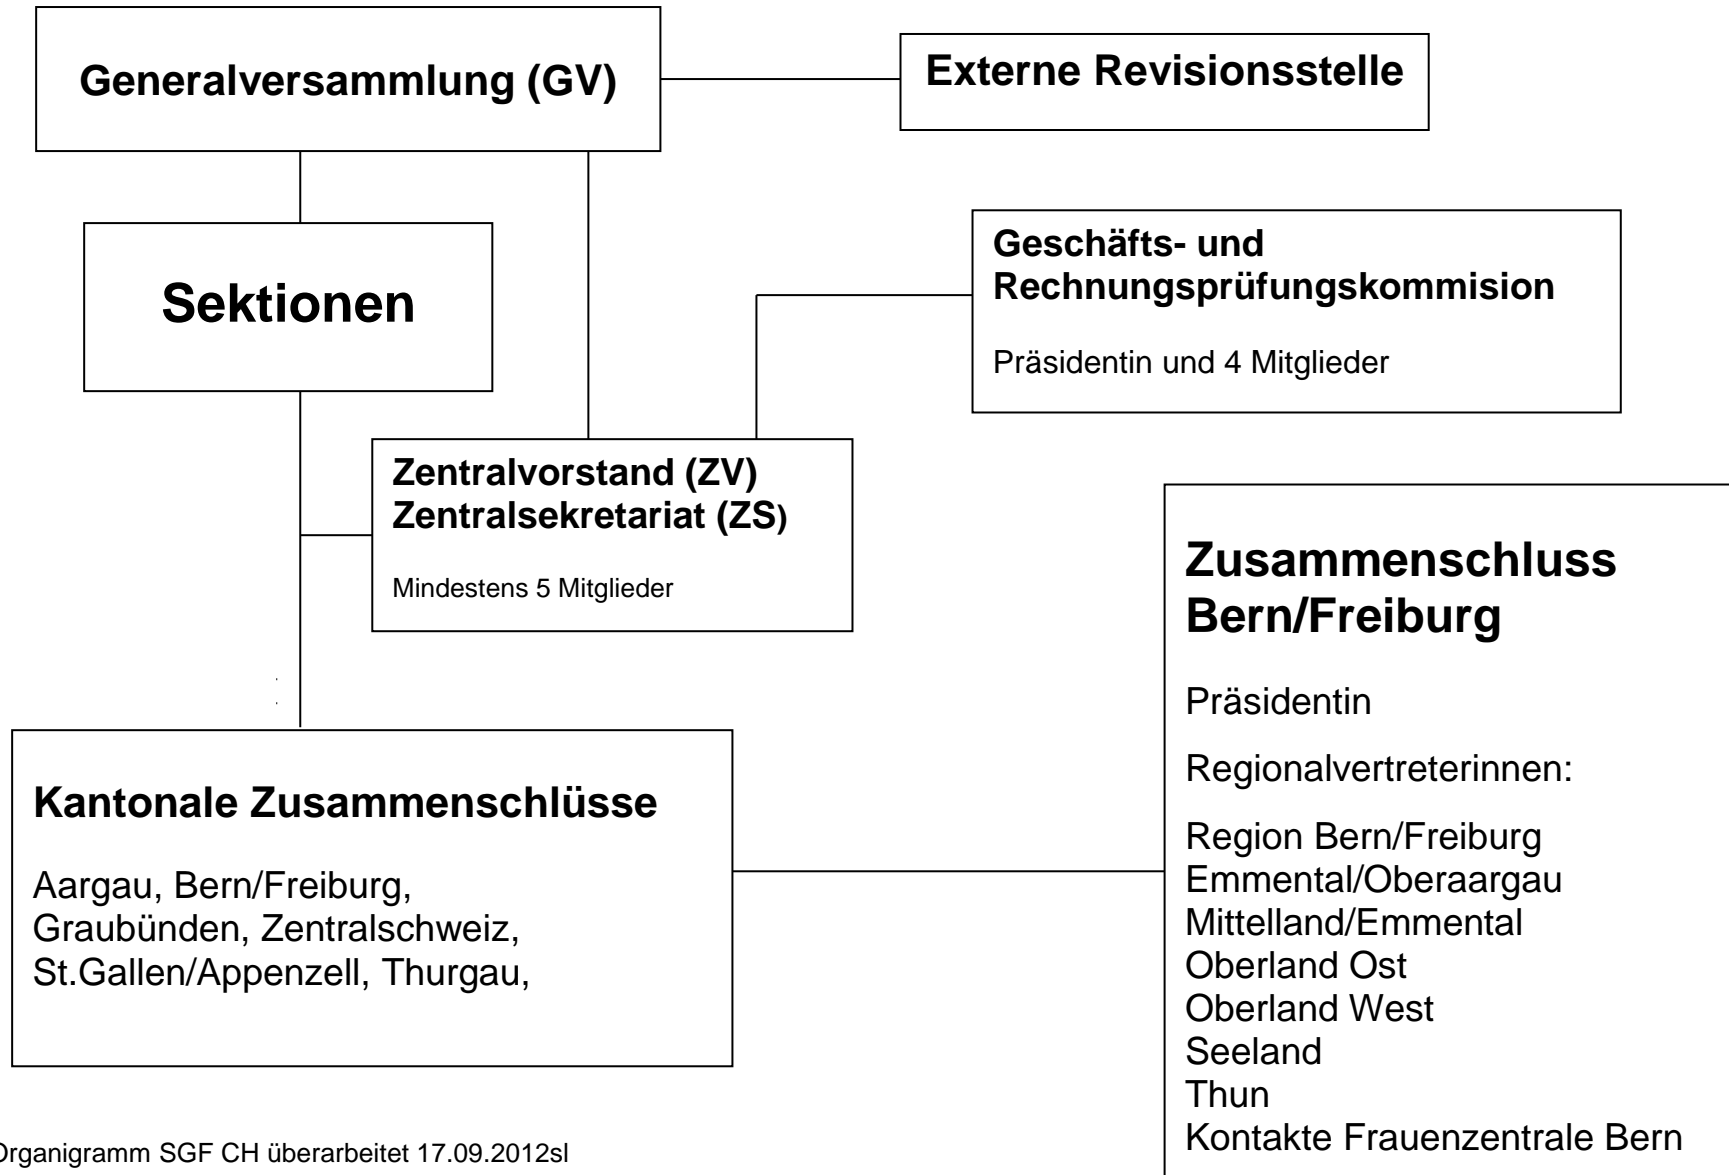 Generalversammlung (GV)
Externe Revisionsstelle
Sektionen
Geschäfts- und
Rechnungsprüfungskommision
Präsidentin und 4 Mitglieder
Zentralvorstand (ZV)
Zentralsekretariat (ZS)
Mindestens 5 Mitglieder
Kantonale Zusammenschlüsse
Aargau, Bern/Freiburg,
Graubünden, Zentralschweiz,
St.Gallen/Appenzell, Thurgau,
Zusammenschluss
Bern/Freiburg
Präsidentin
Regionalvertreterinnen:
Region Bern/Freiburg
Emmental/Oberaargau
Mittelland/Emmental
Oberland Ost
Oberland West
Seeland
Thun
Kontakte Frauenzentrale Bern
Organigramm SGF CH überarbeitet 17.09.2012sl